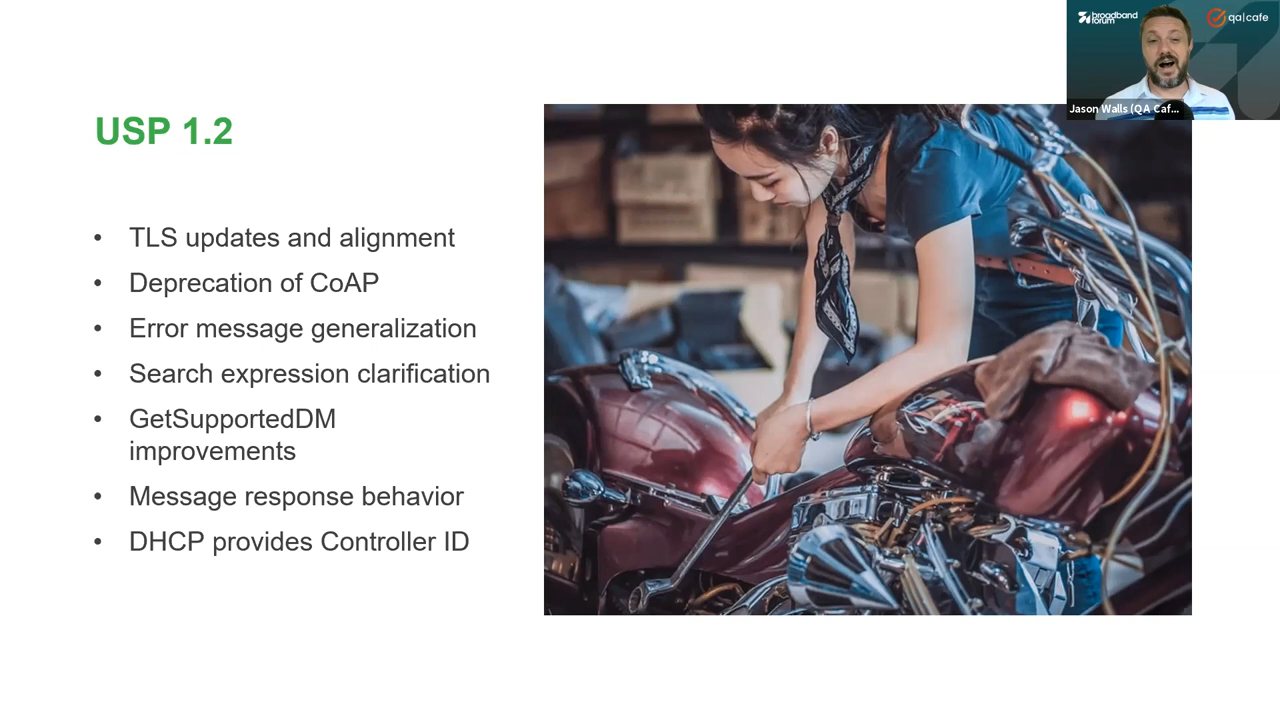 broadband
forum
qa|cafe
Jason Walls (QA Caf...
USP 1.2
• TLS updates and alignment
• Deprecation of CoAP
• Error message generalization
• Search expression clarification
• GetSupportedDM
improvements
• Message response behavior
• DHCP provides Controller ID